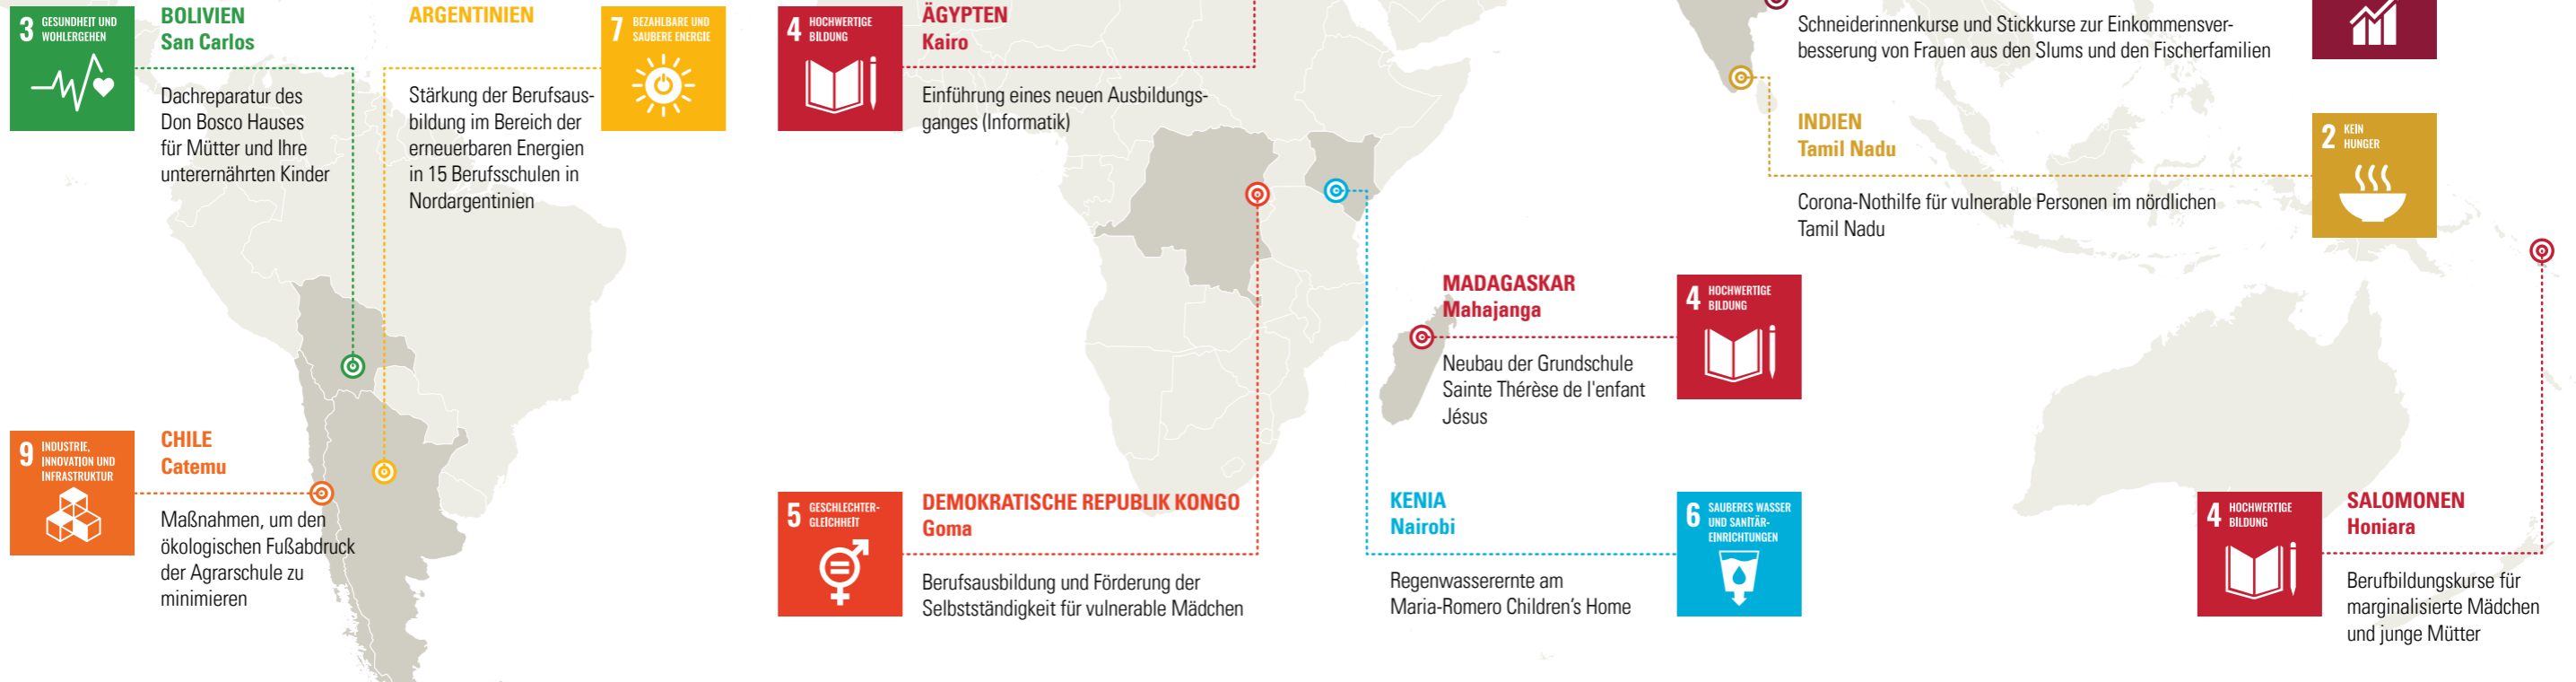 3 GESUNDHEIT UND
WOHLERGEHEN
BOLIVIEN
San Carlos
Dachreparatur des
Don Bosco Hauses
für Mütter und Ihre
unterernährten Kinder
ARGENTINIEN
Stärkung der Berufsaus-
bildung im Bereich der
erneuerbaren Energien
in 15 Berufsschulen in
Nordargentinien
7 BEZAHLBARE UND
SAUBERE ENERGIE
9 INDUSTRIE,
INNOVATION UND
INFRASTRUKTUR
CHILE
Catemu
Maßnahmen, um den
ökologischen Fußabdruck
der Agrarschule zu
minimieren
4 HOCHWERTIGE
BILDUNG
ÄGYPTEN
Kairo
Einführung eines neuen Ausbildungs-
ganges (Informatik)
5 GESCHLECHTER-
GLEICHHEIT
DEMOKRATISCHE REPUBLIK KONGO
Goma
Berufsausbildung und Förderung der
Selbstständigkeit für vulnerable Mädchen
MADAGASKAR
Mahajanga
Neubau der Grundschule
Sainte Thérèse de l'enfant
Jésus
4 HOCHWERTIGE
BILDUNG
KENIA
Nairobi
Regenwasserernte am
Maria-Romero Children’s Home
6 SAUBERES WASSER
UND SANITÄR-
EINRICHTUNGEN
Schneiderinnenkurse und Stickkurse zur Einkommensver-
besserung von Frauen aus den Slums und den Fischerfamilien
INDIEN
Tamil Nadu
Corona-Nothilfe für vulnerable Personen im nördlichen
Tamil Nadu
2 KEIN
HUNGER
4 HOCHWERTIGE
BILDUNG
SALOMONEN
Honiara
Berufbildungskurse für
marginalisierte Mädchen
und junge Mütter